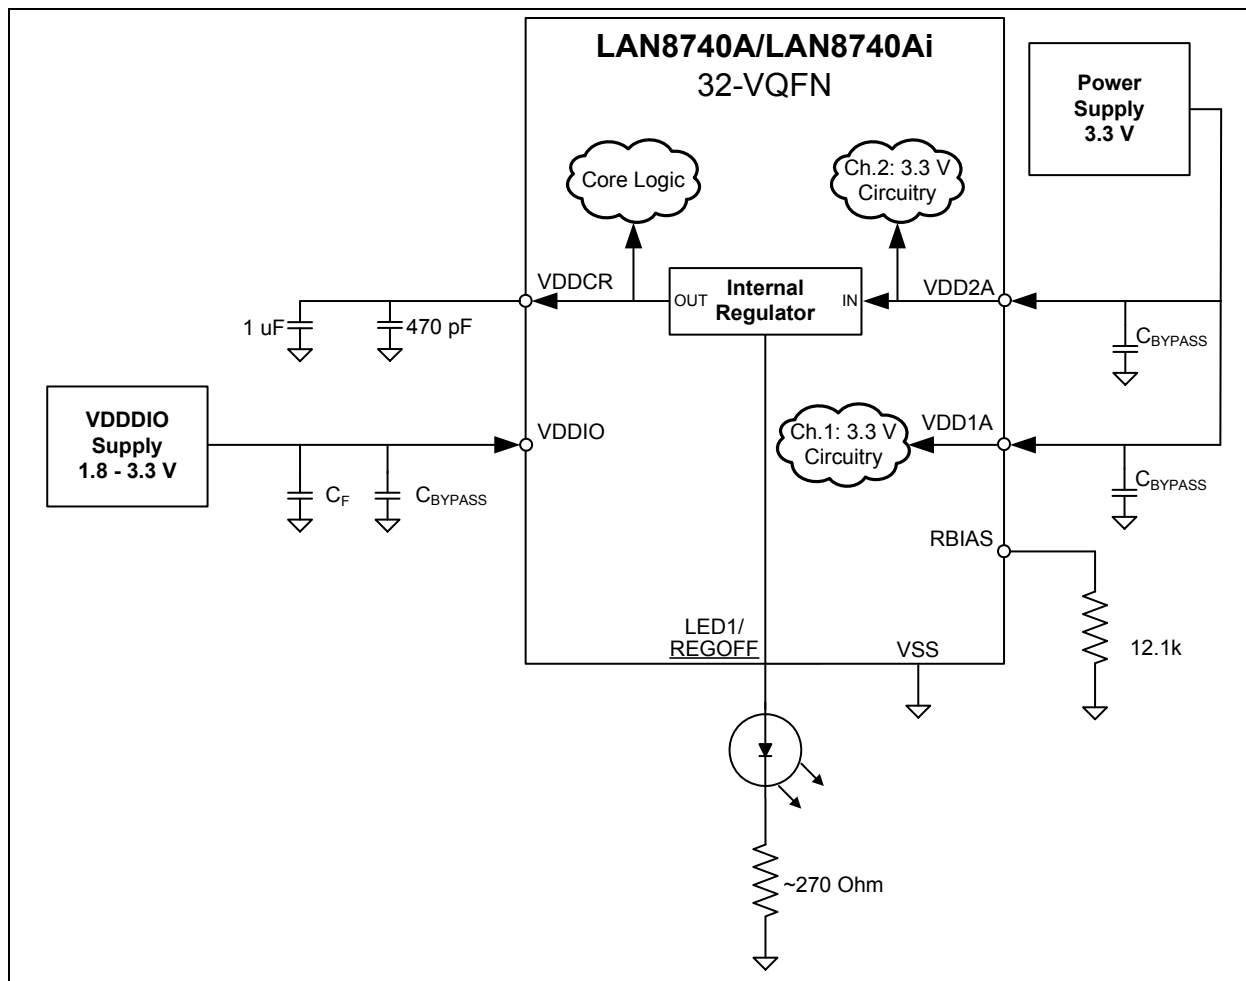 LAN8740A/LAN8740Ai
32-VQFN
Power
Supply
3.3 V
Core Logic
Ch.2: 3.3 V
Circuitry
VDDCR
OUT
Internal
Regulator
IN
VDD2A
1 uF
470 pF
CBYPASS
VDDDIO
Supply
1.8 - 3.3 V
VDDIO
Ch.1: 3.3 V
Circuitry
VDD1A
CF
CBYPASS
CBYPASS
RBIAS
LED1/
REGOFF
VSS
12.1k
~270 Ohm